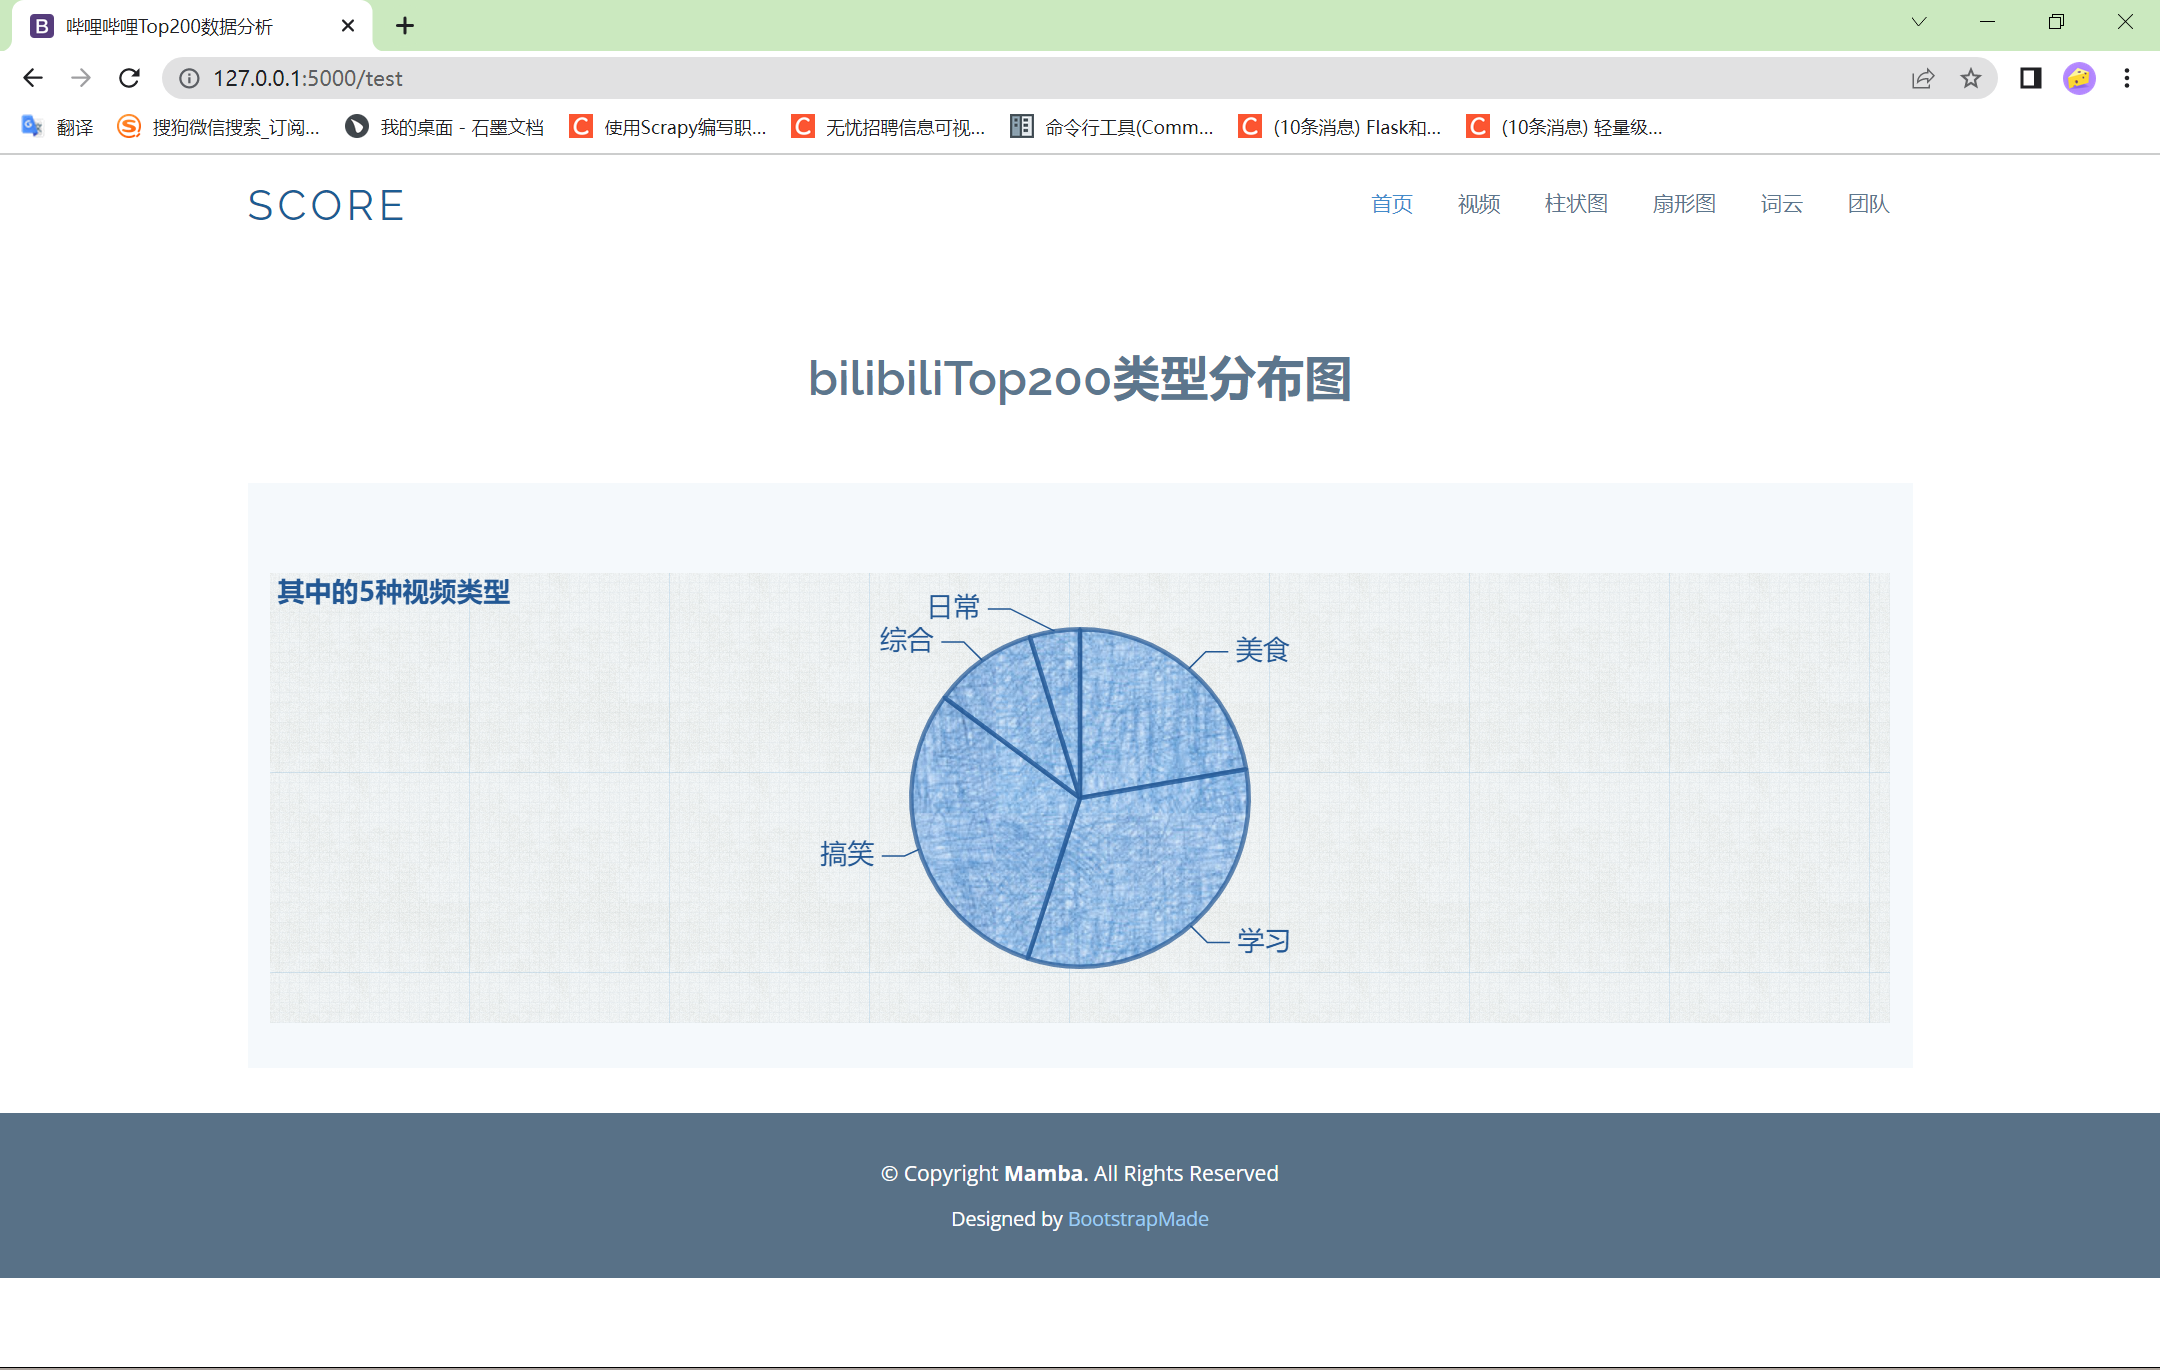 哔哩哔哩Top200数据分析
127.0.0.1:5000/test
翻译 搜狗微信搜索_订阅... 我的桌面 - 石墨文档 使用Scrapy编写职... 无忧招聘信息可视... 命令行工具(Comm... (10条消息) Flask和... (10条消息) 轻量级...
SCORE 首页 视频 柱状图 扇形图 词云 团队
bilibiliTop200类型分布图
其中的5种视频类型
日常
综合
美食
搞笑
学习
© Copyright Mamba. All Rights Reserved
Designed by BootstrapMade